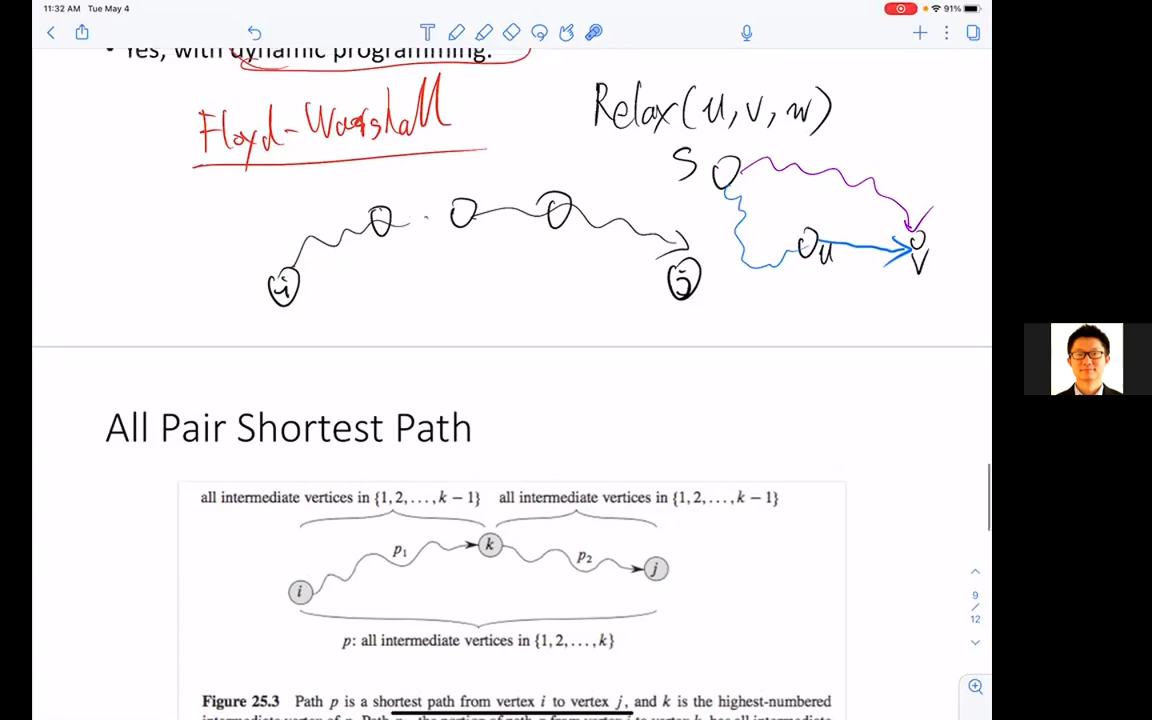 11:32 AM Tue May 4
91%
• Yes, with dynamic programming.
Floyd-Warshall
Relax(u, v, w)
S
u
v
i
j
All Pair Shortest Path
all intermediate vertices in {1, 2, . . . , k − 1} all intermediate vertices in {1, 2, . . . , k − 1}
p1
k
p2
j
i
p: all intermediate vertices in {1, 2, . . . , k}
Figure 25.3 Path p is a shortest path from vertex i to vertex j, and k is the highest-numbered
9
/
12